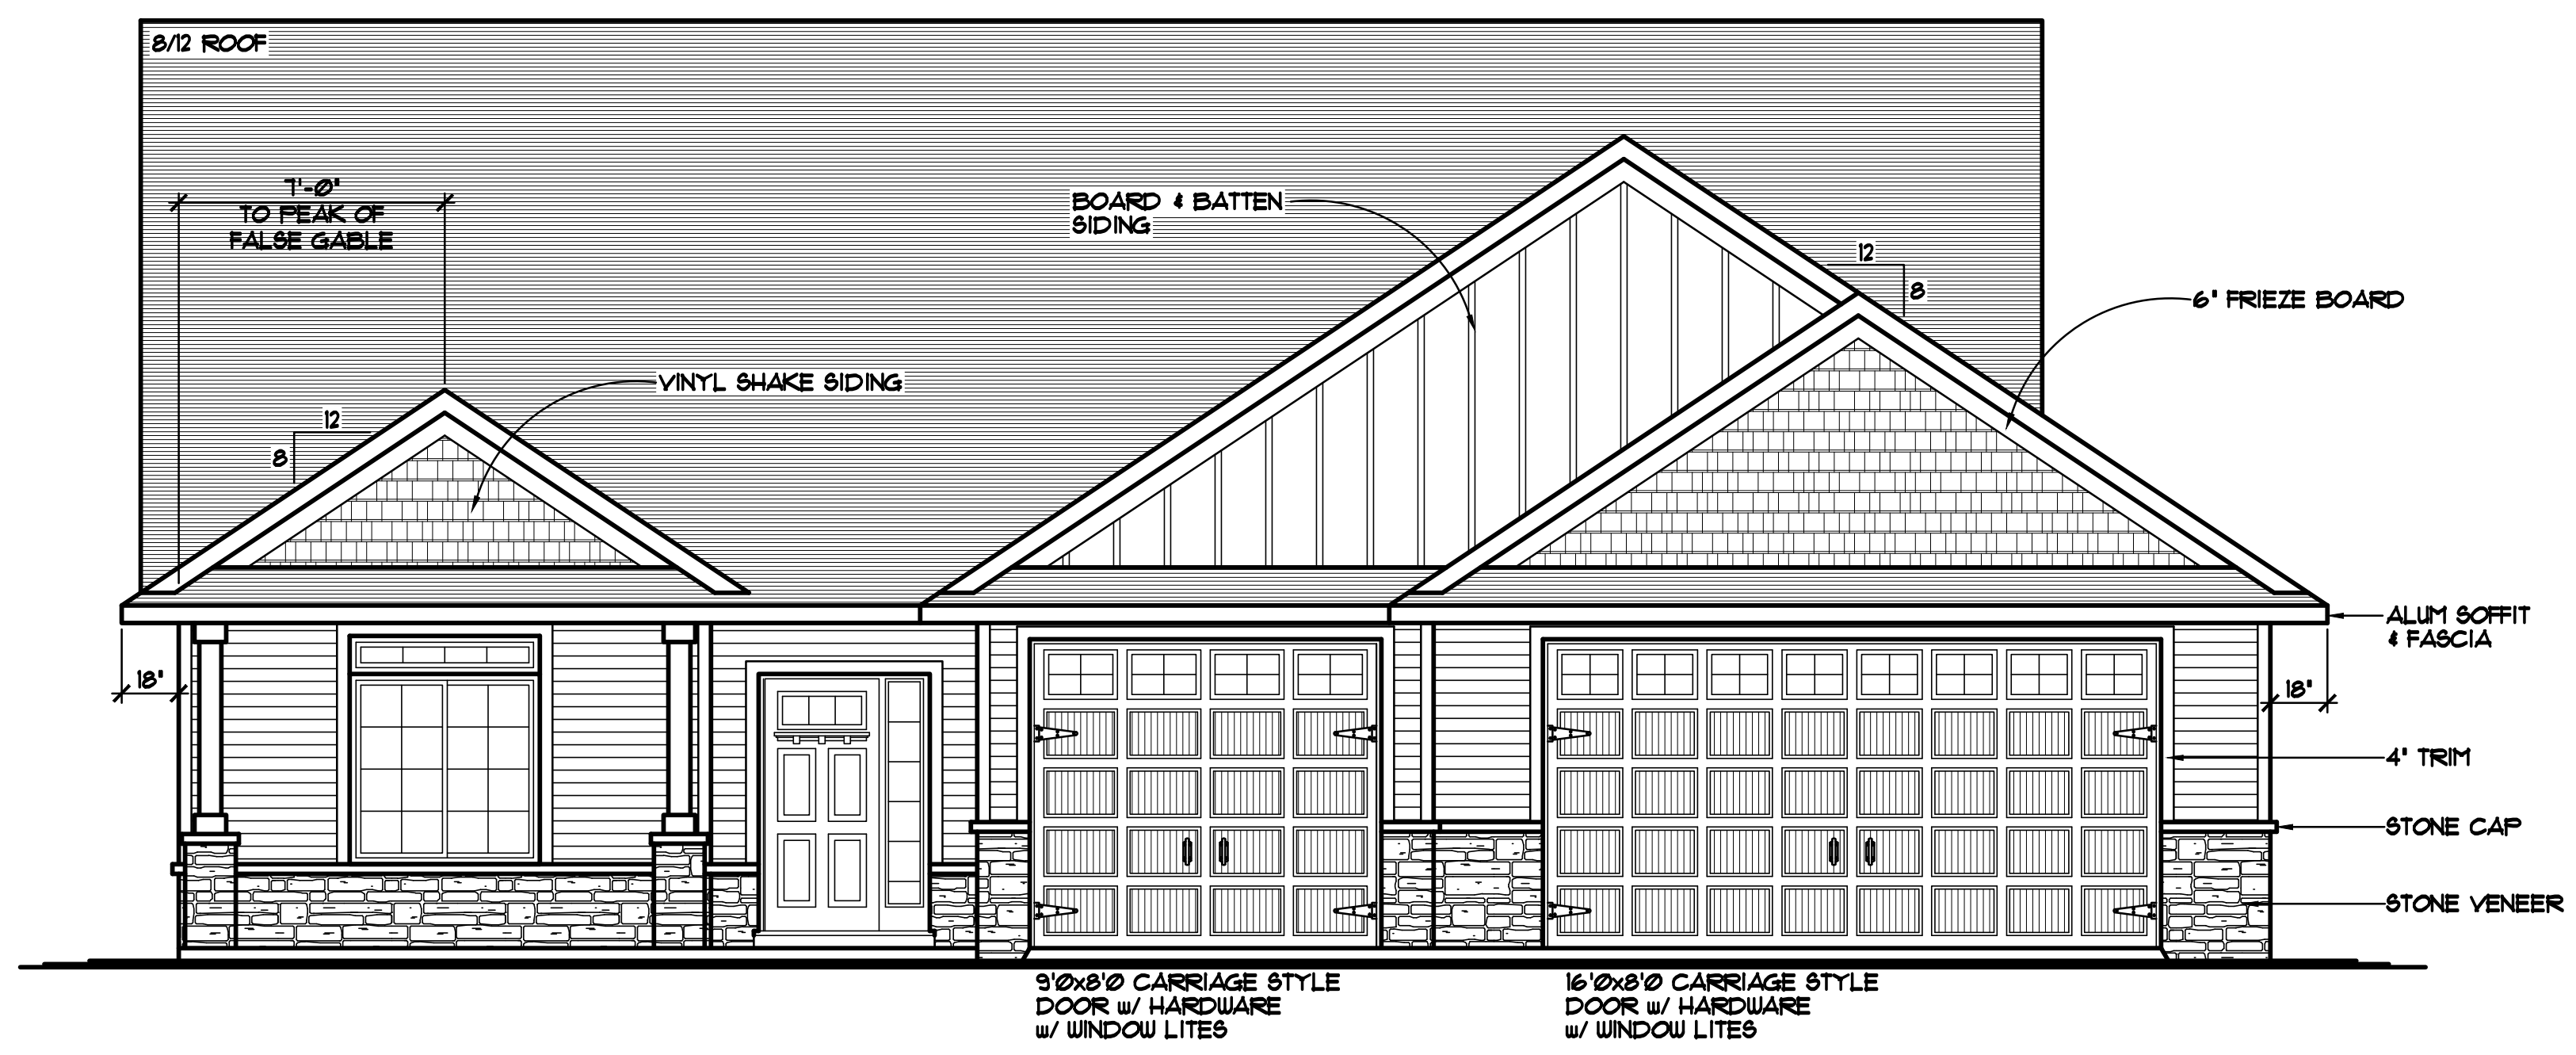 8/12 ROOF
7'-0"
TO PEAK OF
FALSE GABLE
BOARD & BATTEN
SIDING
12
8
6" FRIEZE BOARD
VINYL SHAKE SIDING
12
8
ALUM SOFFIT
& FASCIA
18"
18"
4" TRIM
STONE CAP
STONE VENEER
9'0x8'0 CARRIAGE STYLE
DOOR w/ HARDWARE
w/ WINDOW LITES
16'0x8'0 CARRIAGE STYLE
DOOR w/ HARDWARE
w/ WINDOW LITES